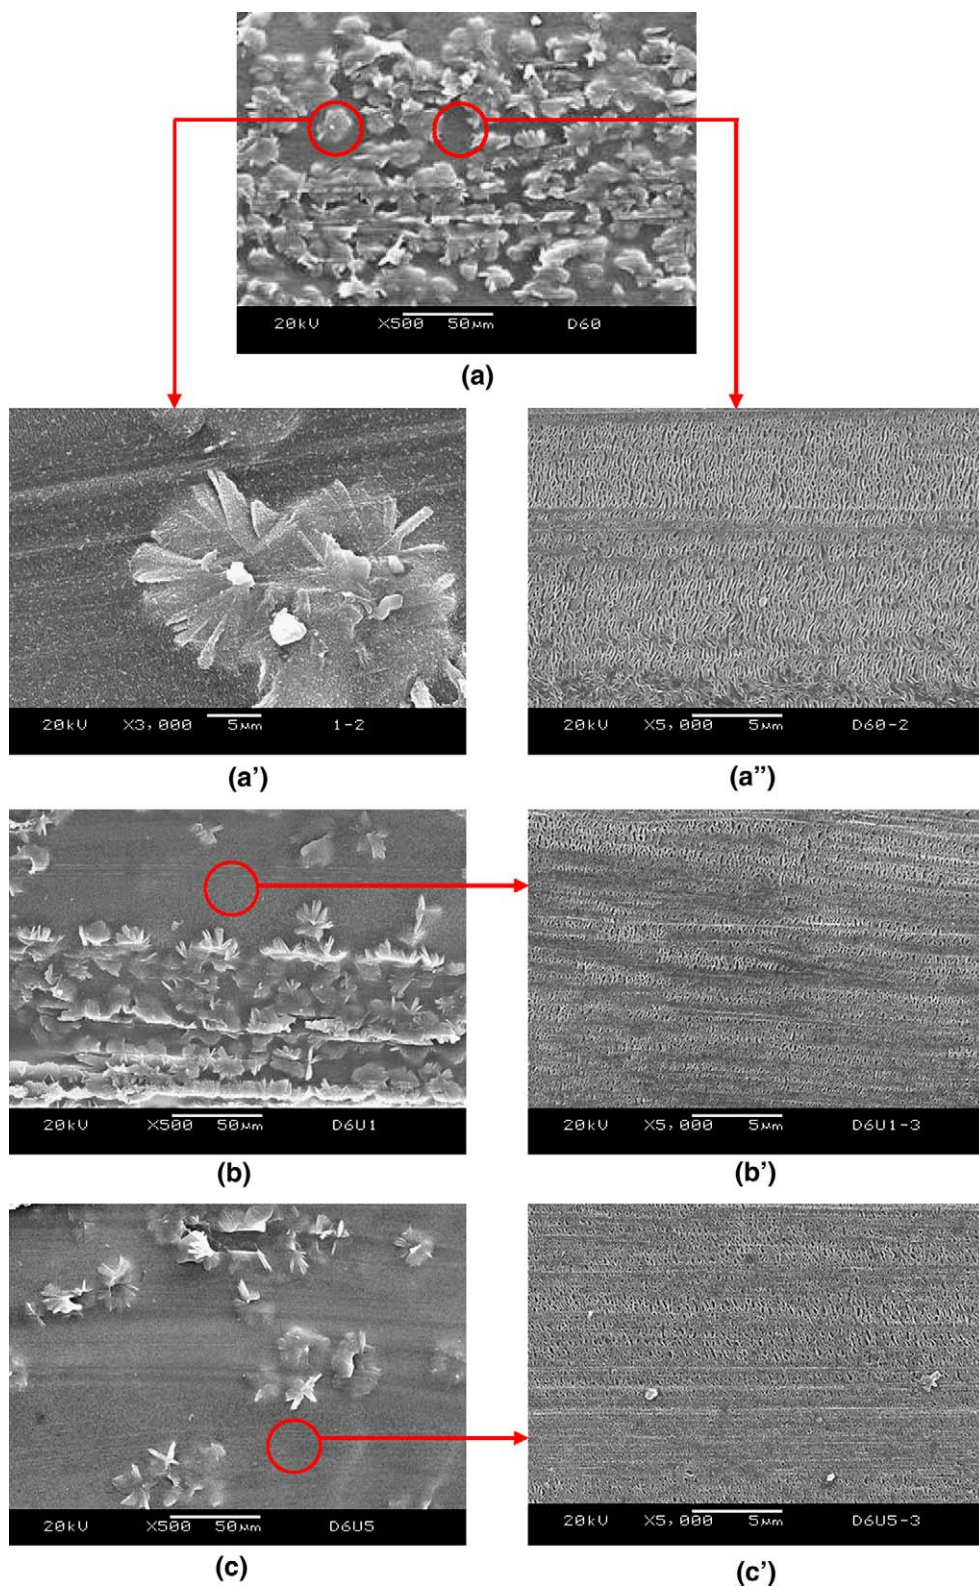 20kV X500 50μm D60
(a)
20kV X3,000 5μm 1-2
20kV X5,000 5μm D60-2
(a')
(a")
20kV X500 50μm D6U1
20kV X5,000 5μm D6U1-3
(b)
(b')
20kV X500 50μm D6U5
20kV X5,000 5μm D6U5-3
(c)
(c')